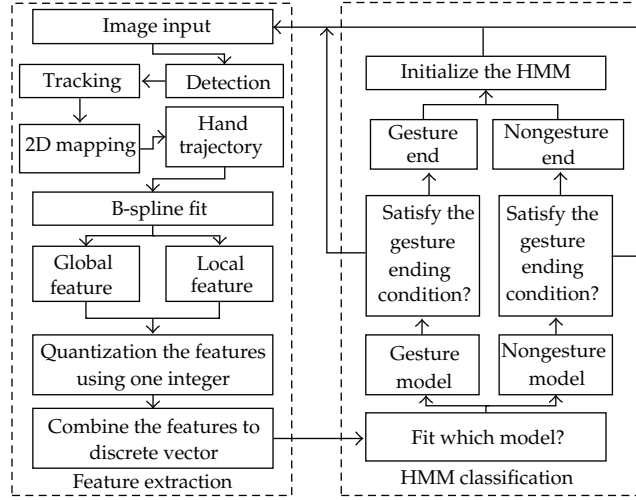 Image input
Tracking
Detection
2D mapping
Hand
trajectory
B-spline fit
Global
feature
Local
feature
Quantization the features
using one integer
Combine the features to
discrete vector
Feature extraction
Initialize the HMM
Gesture
end
Nongesture
end
Satisfy the
gesture
ending
condition?
Satisfy the
gesture
ending
condition?
Gesture
model
Nongesture
model
Fit which model?
HMM classification